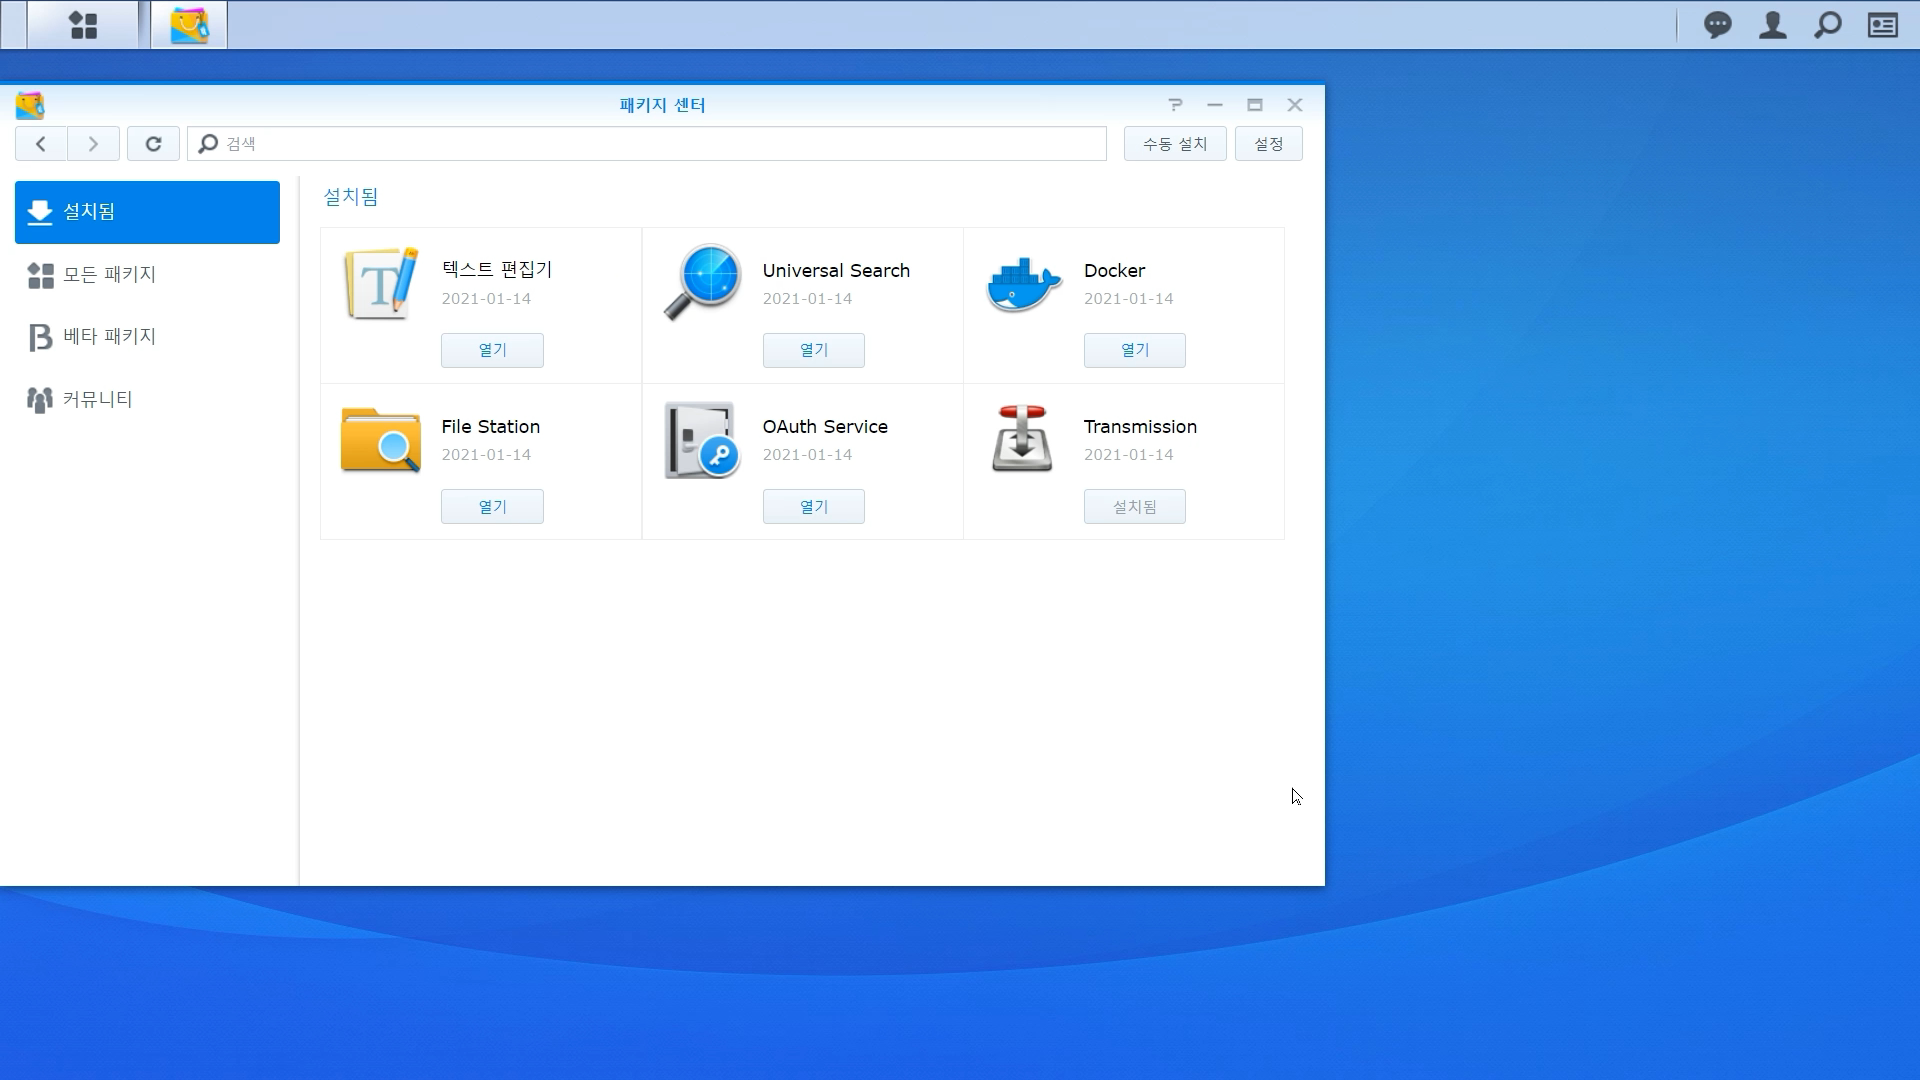 패키지 센터
검색
수동 설치
설정
설치됨
모든 패키지
베타 패키지
커뮤니티
설치됨
텍스트 편집기
2021-01-14
열기
Universal Search
2021-01-14
열기
Docker
2021-01-14
열기
File Station
2021-01-14
열기
OAuth Service
2021-01-14
열기
Transmission
2021-01-14
설치됨